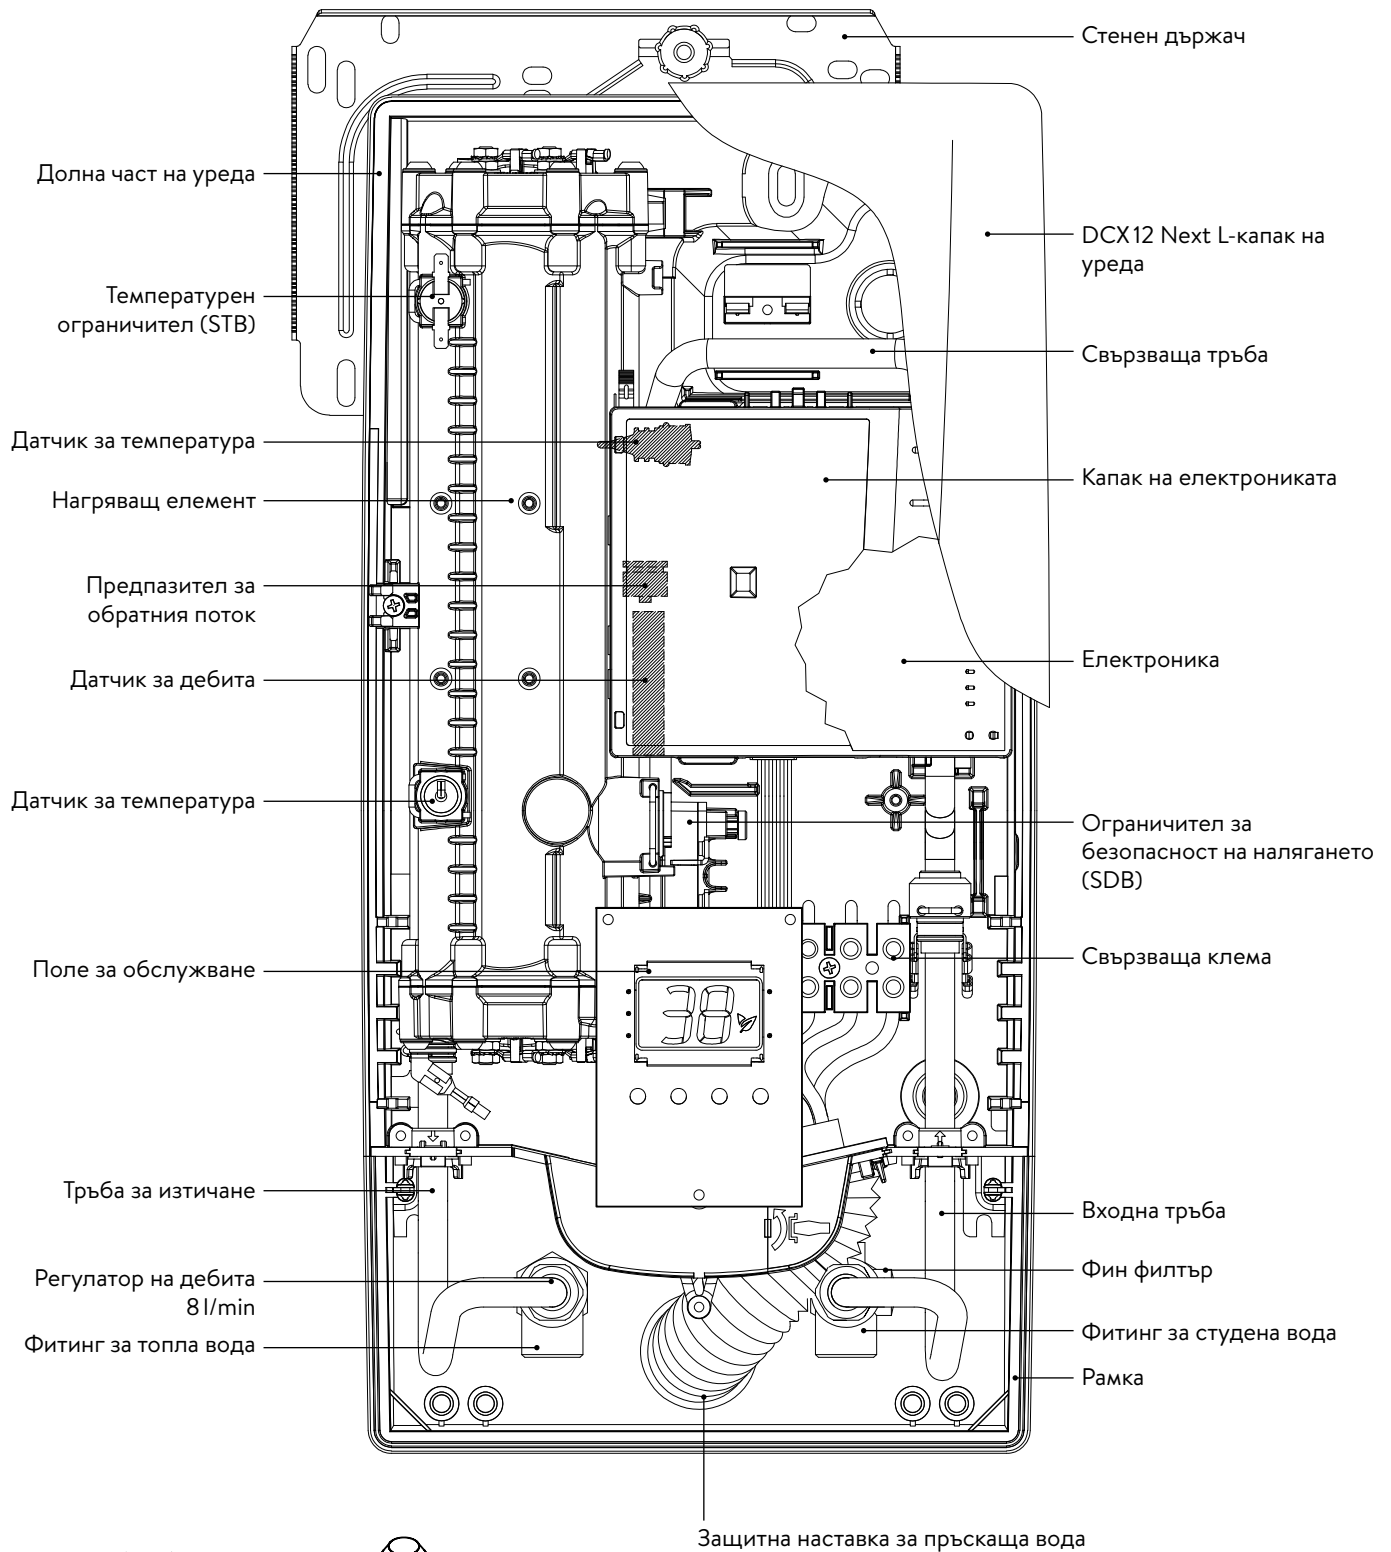 Стенен държач
Долна част на уреда
DCX12 Next L-капак на
уреда
Температурен
ограничител (STB)
Свързваща тръба
Датчик за температура
Капак на електрониката
Нагряващ елемент
Предпазител за
обратния поток
Електроника
Датчик за дебита
Датчик за температура
Ограничител за
безопасност на налягането
(SDB)
Поле за обслужване
Свързваща клема
38
Тръба за изтичане
Входна тръба
Регулатор на дебита
8 l/min
Фин филтър
Фитинг за топла вода
Фитинг за студена вода
Рамка
Защитна наставка за пръскаща вода